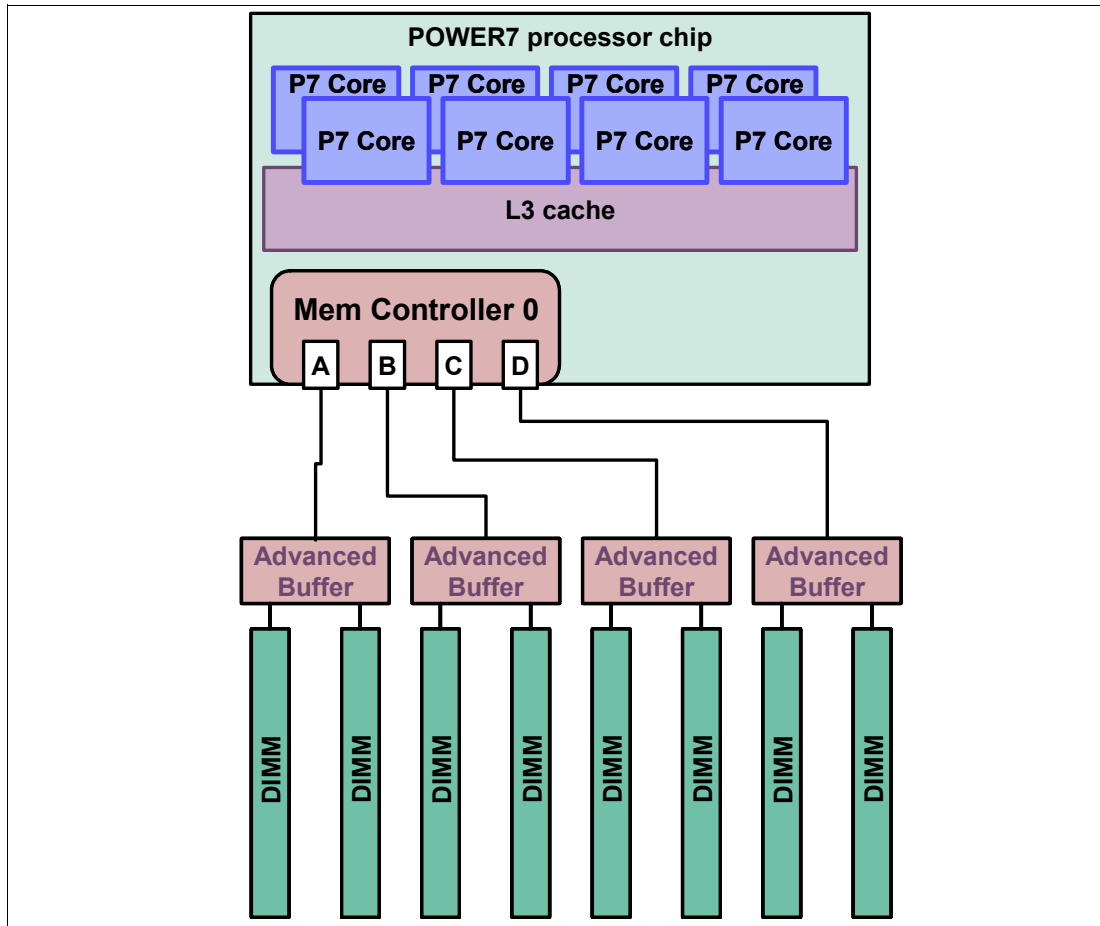 POWER7 processor chip
P7 Core P7 Core P7 Core P7 Core
P7 Core P7 Core P7 Core P7 Core
L3 cache
Mem Controller 0
A B C D
Advanced Buffer
Advanced Buffer
Advanced Buffer
Advanced Buffer
DIMM DIMM DIMM DIMM DIMM DIMM DIMM DIMM